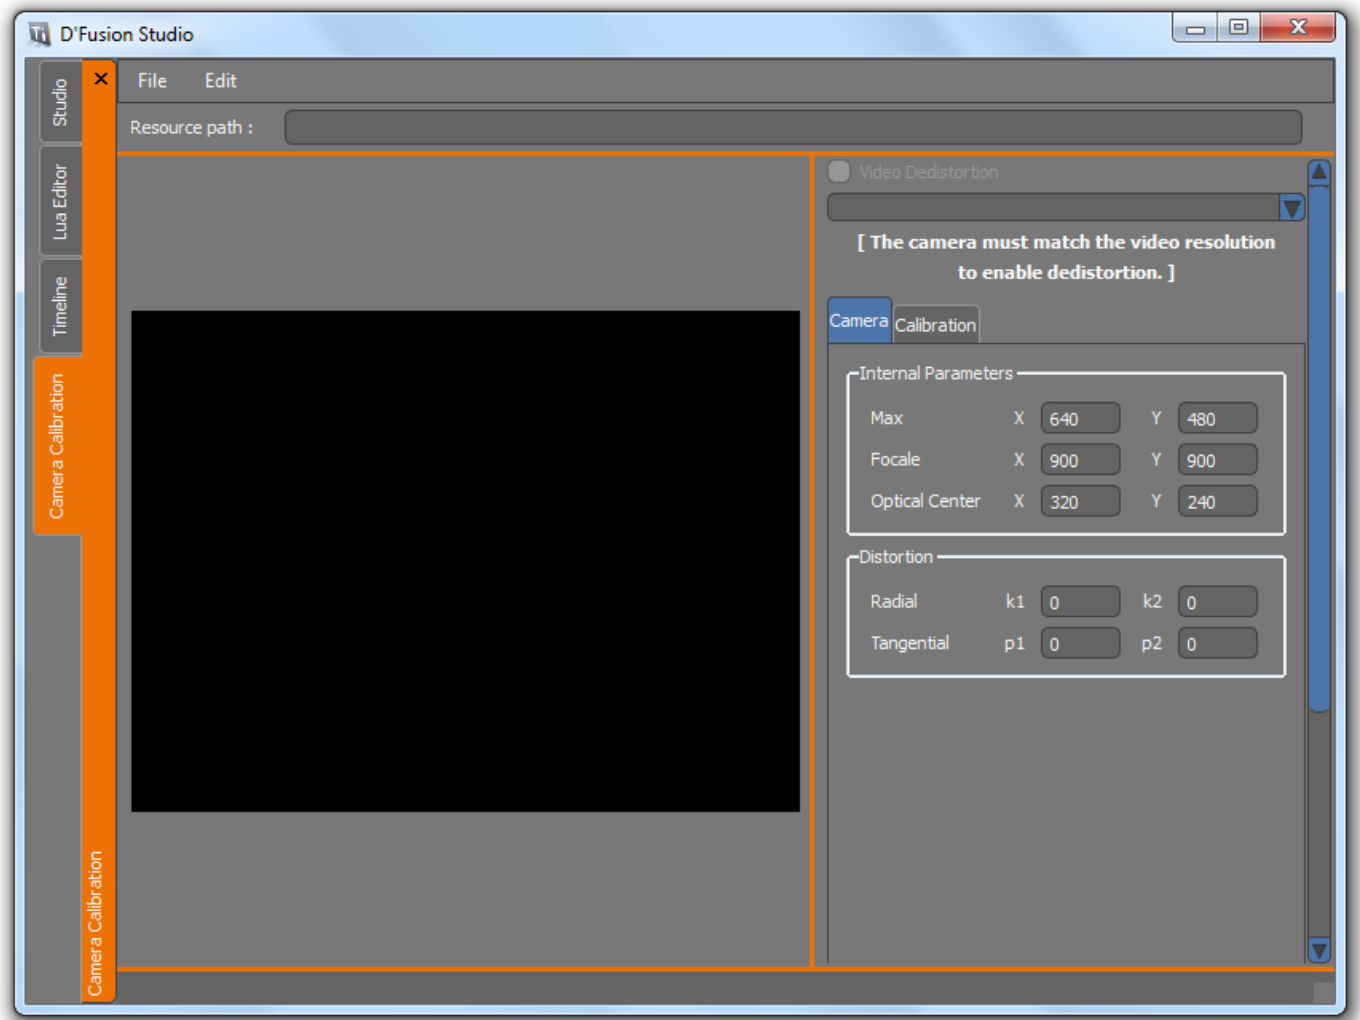 D'Fusion Studio
File Edit
Resource path :
Studio
Lua Editor
Timeline
Camera Calibration
Camera Calibration
Video Dedistortion
[ The camera must match the video resolution
to enable dedistortion. ]
Camera Calibration
Internal Parameters
Max X 640 Y 480
Focale X 900 Y 900
Optical Center X 320 Y 240
Distortion
Radial k1 0 k2 0
Tangential p1 0 p2 0